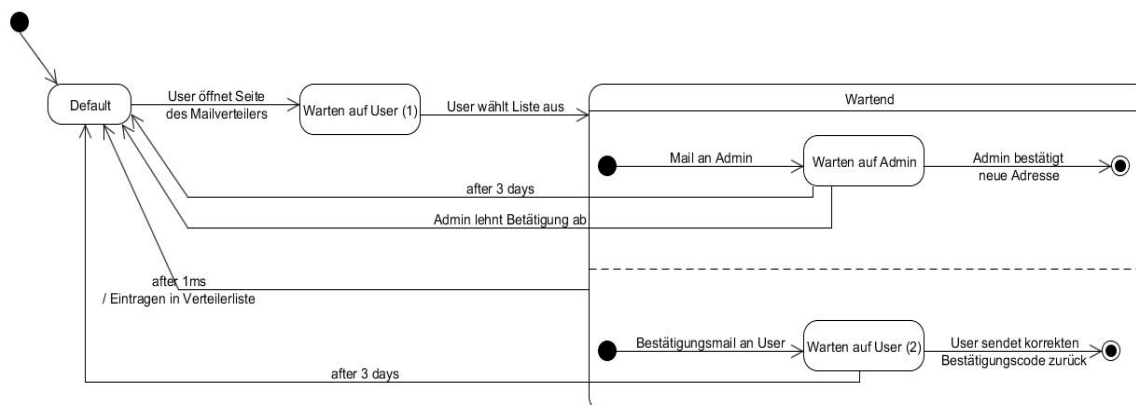 Default
User öffnet Seite
des Mailverteilers
Warten auf User (1)
User wählt Liste aus
Wartend
Mail an Admin
Warten auf Admin
Admin bestätigt
neue Adresse
after 3 days
Admin lehnt Betätigung ab
after 1ms
/ Eintragen in Verteilerliste
Bestätigungsmail an User
Warten auf User (2)
User sendet korrekten
Bestätigungscode zurück
after 3 days